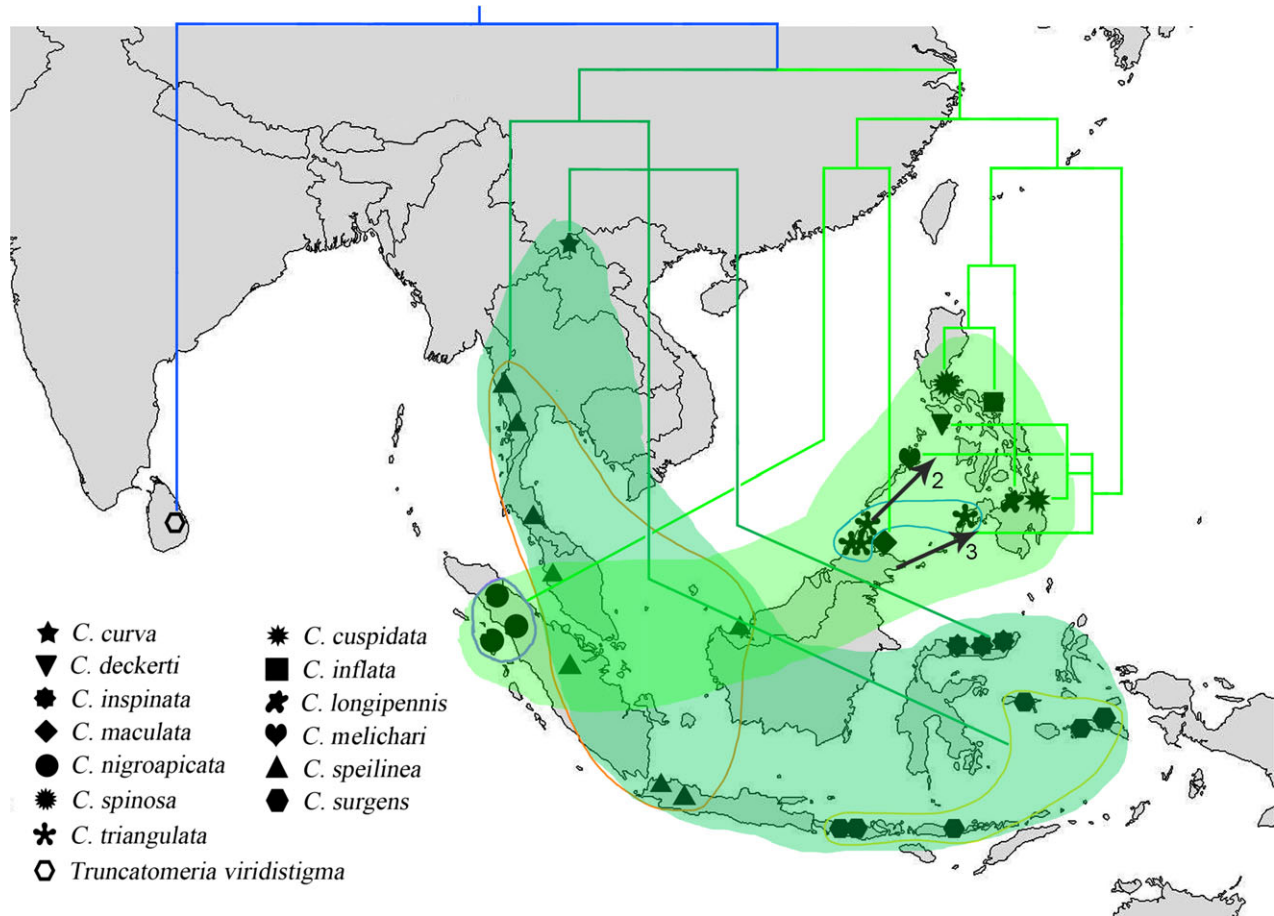 2
3
C. curva
C. deckerti
C. inspinata
C. maculata
C. nigroapicata
C. spinosa
C. triangulata
Truncatomeria viridistigma
C. cuspidata
C. inflata
C. longipennis
C. melichari
C. speilinea
C. surgens